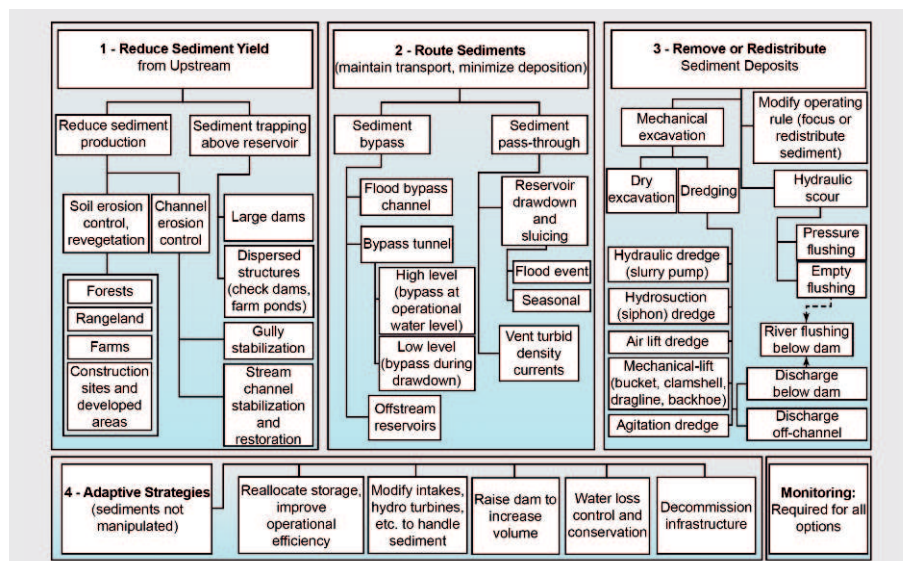 1 - Reduce Sediment Yield
from Upstream
Reduce sediment
production
Sediment trapping
above reservoir
Soil erosion
control,
revegetation
Channel
erosion
control
Large dams
Dispersed
structures
(check dams,
farm ponds)
Forests
Rangeland
Farms
Construction
sites and
developed
areas
Gully
stabilization
Stream
channel
stabilization
and
restoration
2 - Route Sediments
(maintain transport, minimize deposition)
Sediment
bypass
Sediment
pass-through
Flood bypass
channel
Bypass tunnel
High level
(bypass at
operational
water level)
Low level
(bypass during
drawdown)
Offstream
reservoirs
Reservoir
drawdown
and
sluicing
Flood event
Seasonal
Vent turbid
density
currents
3 - Remove or Redistribute
Sediment Deposits
Mechanical
excavation
Modify operating
rule (focus or
redistribute
sediment)
Dry
excavation
Dredging
Hydraulic
scour
Pressure
flushing
Empty
flushing
Hydraulic dredge
(slurry pump)
Hydrosuction
(siphon) dredge
Air lift dredge
Mechanical-lift
(bucket, clamshell,
dragline, backhoe)
Agitation dredge
River flushing
below dam
Discharge
below dam
Discharge
off-channel
4 - Adaptive Strategies
(sediments not
manipulated)
Reallocate storage,
improve
operational
efficiency
Modify intakes,
hydro turbines,
etc. to handle
sediment
Raise dam to
increase
volume
Water loss
control and
conservation
Decommission
infrastructure
Monitoring:
Required for all
options